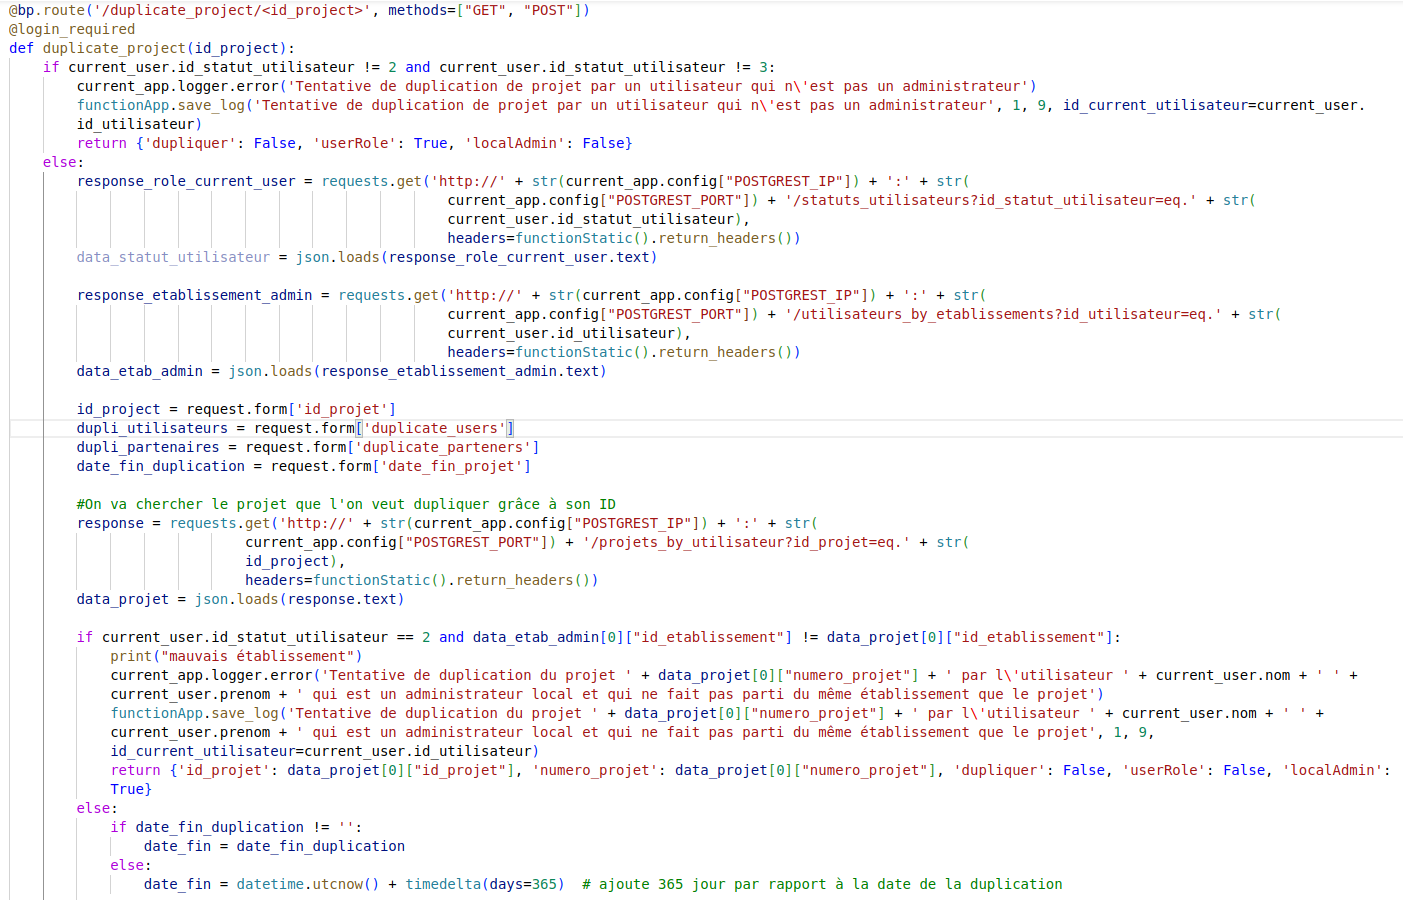 @bp.route('/duplicate_project/<id_project>', methods=["GET", "POST"])
@login_required
def duplicate_project(id_project):
if current_user.id_statut_utilisateur != 2 and current_user.id_statut_utilisateur != 3:
current_app.logger.error('Tentative de duplication de projet par un utilisateur qui n\'est pas un administrateur')
functionApp.save_log('Tentative de duplication de projet par un utilisateur qui n\'est pas un administrateur', 1, 9, id_current_utilisateur=current_user.
id_utilisateur)
return {'dupliquer': False, 'userRole': True, 'localAdmin': False}
else:
response_role_current_user = requests.get('http://' + str(current_app.config["POSTGREST_IP"]) + ':' + str(
current_app.config["POSTGREST_PORT"]) + '/statuts_utilisateurs?id_statut_utilisateur=eq.' + str(
current_user.id_statut_utilisateur),
headers=functionStatic().return_headers())
data_statut_utilisateur = json.loads(response_role_current_user.text)
response_etablissement_admin = requests.get('http://' + str(current_app.config["POSTGREST_IP"]) + ':' + str(
current_app.config["POSTGREST_PORT"]) + '/utilisateurs_by_etablissements?id_utilisateur=eq.' + str(
current_user.id_utilisateur),
headers=functionStatic().return_headers())
data_etab_admin = json.loads(response_etablissement_admin.text)
id_project = request.form['id_projet']
dupli_utilisateurs = request.form['duplicate_users']
dupli_partenaires = request.form['duplicate_parteners']
date_fin_duplication = request.form['date_fin_projet']
#On va chercher le projet que l'on veut dupliquer grâce à son ID
response = requests.get('http://' + str(current_app.config["POSTGREST_IP"]) + ':' + str(
current_app.config["POSTGREST_PORT"]) + '/projets_by_utilisateur?id_projet=eq.' + str(
id_project),
headers=functionStatic().return_headers())
data_projet = json.loads(response.text)
if current_user.id_statut_utilisateur == 2 and data_etab_admin[0]["id_etablissement"] != data_projet[0]["id_etablissement"]:
print("mauvais établissement")
current_app.logger.error('Tentative de duplication du projet ' + data_projet[0]["numero_projet"] + ' par l\'utilisateur ' + current_user.nom + ' ' +
current_user.prenom + ' qui est un administrateur local et qui ne fait pas parti du même établissement que le projet')
functionApp.save_log('Tentative de duplication du projet ' + data_projet[0]["numero_projet"] + ' par l\'utilisateur ' + current_user.nom + ' ' +
current_user.prenom + ' qui est un administrateur local et qui ne fait pas parti du même établissement que le projet', 1, 9,
id_current_utilisateur=current_user.id_utilisateur)
return {'id_projet': data_projet[0]["id_projet"], 'numero_projet': data_projet[0]["numero_projet"], 'dupliquer': False, 'userRole': False, 'localAdmin':
True}
else:
if date_fin_duplication != '':
date_fin = date_fin_duplication
else:
date_fin = datetime.utcnow() + timedelta(days=365)  # ajoute 365 jour par rapport à la date de la duplication